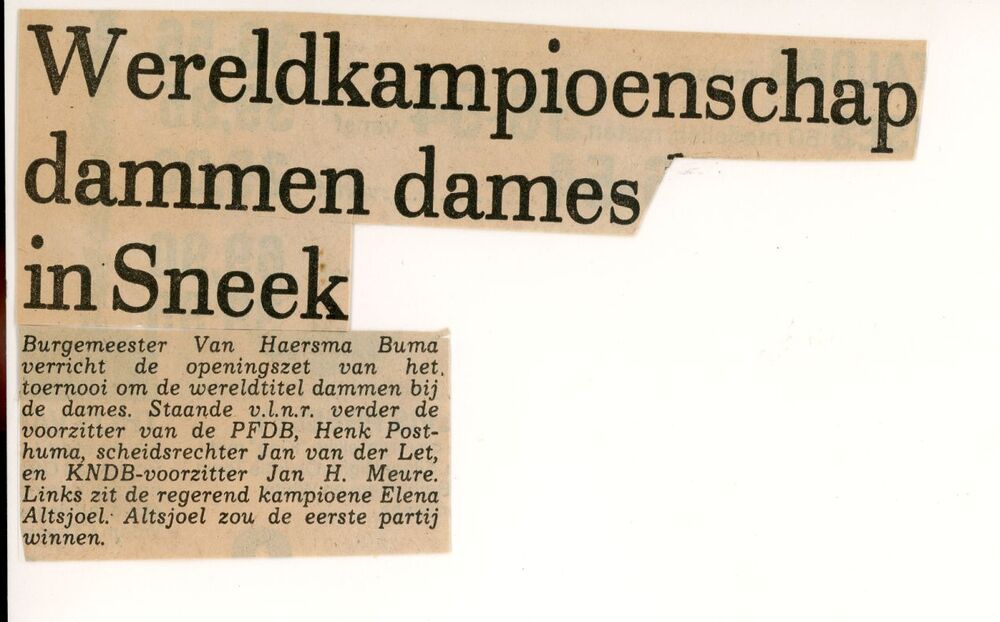 Wereldkampioenschap
dammen dames
in Sneek
Burgemeester Van Haersma Buma
verricht de openingszet van het
toernooi om de wereldtitel dammen bij
de dames. Staande v.l.n.r. verder de
voorzitter van de PFDB, Henk Post-
huma, scheidsrechter Jan van der Let,
en KNDB-voorzitter Jan H. Meure.
Links zit de regerend kampioene Elena
Altsjoel. Altsjoel zou de eerste partij
winnen.